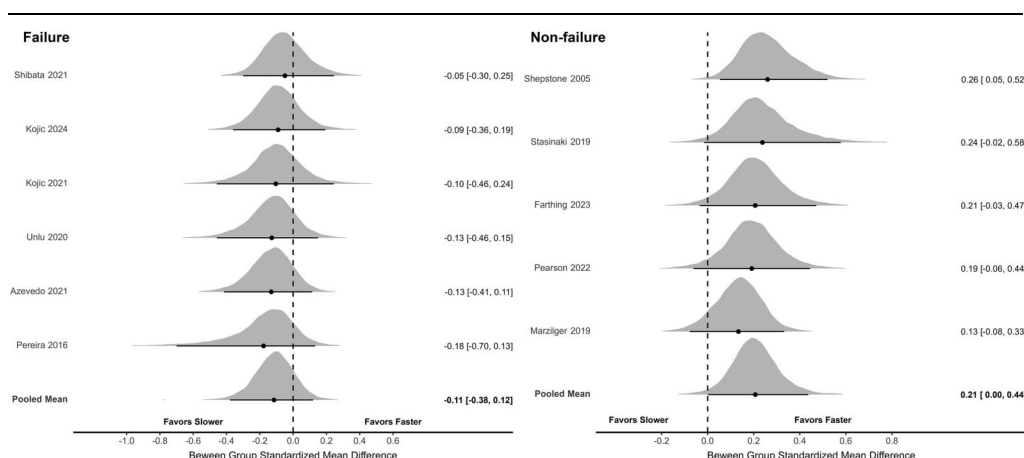 Failure
Shibata 2021 -0.05 [-0.30, 0.25]
Kojic 2024 -0.09 [-0.36, 0.19]
Kojic 2021 -0.10 [-0.46, 0.24]
Unlu 2020 -0.13 [-0.46, 0.15]
Azevedo 2021 -0.13 [-0.41, 0.11]
Pereira 2016 -0.18 [-0.70, 0.13]
Pooled Mean -0.11 [-0.38, 0.12]
Favors Slower Favors Faster
-1.0 -0.8 -0.6 -0.4 -0.2 0.0 0.2 0.4 0.6
Beween Group Standardized Mean Difference
Non-failure
Shepstone 2005 0.26 [ 0.05, 0.52
Stasinaki 2019 0.24 [-0.02, 0.58
Farthing 2023 0.21 [-0.03, 0.47
Pearson 2022 0.19 [-0.06, 0.44
Marzilger 2019 0.13 [-0.08, 0.33
Pooled Mean 0.21 [ 0.00, 0.44
Favors Slower Favors Faster
-0.2 0.0 0.2 0.4 0.6 0.8
Beween Group Standardized Mean Difference